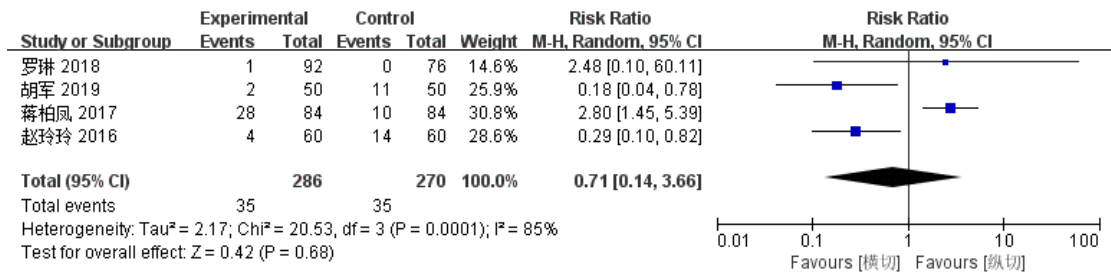 Experimental Control Risk Ratio Risk Ratio
Study or Subgroup Events Total Events Total Weight M-H, Random, 95% CI M-H, Random, 95% CI
罗琳 2018 1 92 0 76 14.6% 2.48 [0.10, 60.11]
胡军 2019 2 50 11 50 25.9% 0.18 [0.04, 0.78]
蒋柏凤 2017 28 84 10 84 30.8% 2.80 [1.45, 5.39]
赵玲玲 2016 4 60 14 60 28.6% 0.29 [0.10, 0.82]
Total (95% CI) 286 270 100.0% 0.71 [0.14, 3.66]
Total events 35 35
Heterogeneity: Tau² = 2.17; Chi² = 20.53, df = 3 (P = 0.0001); I² = 85%
Test for overall effect: Z = 0.42 (P = 0.68)
0.01 0.1 1 10 100
Favours [横切] Favours [纵切]